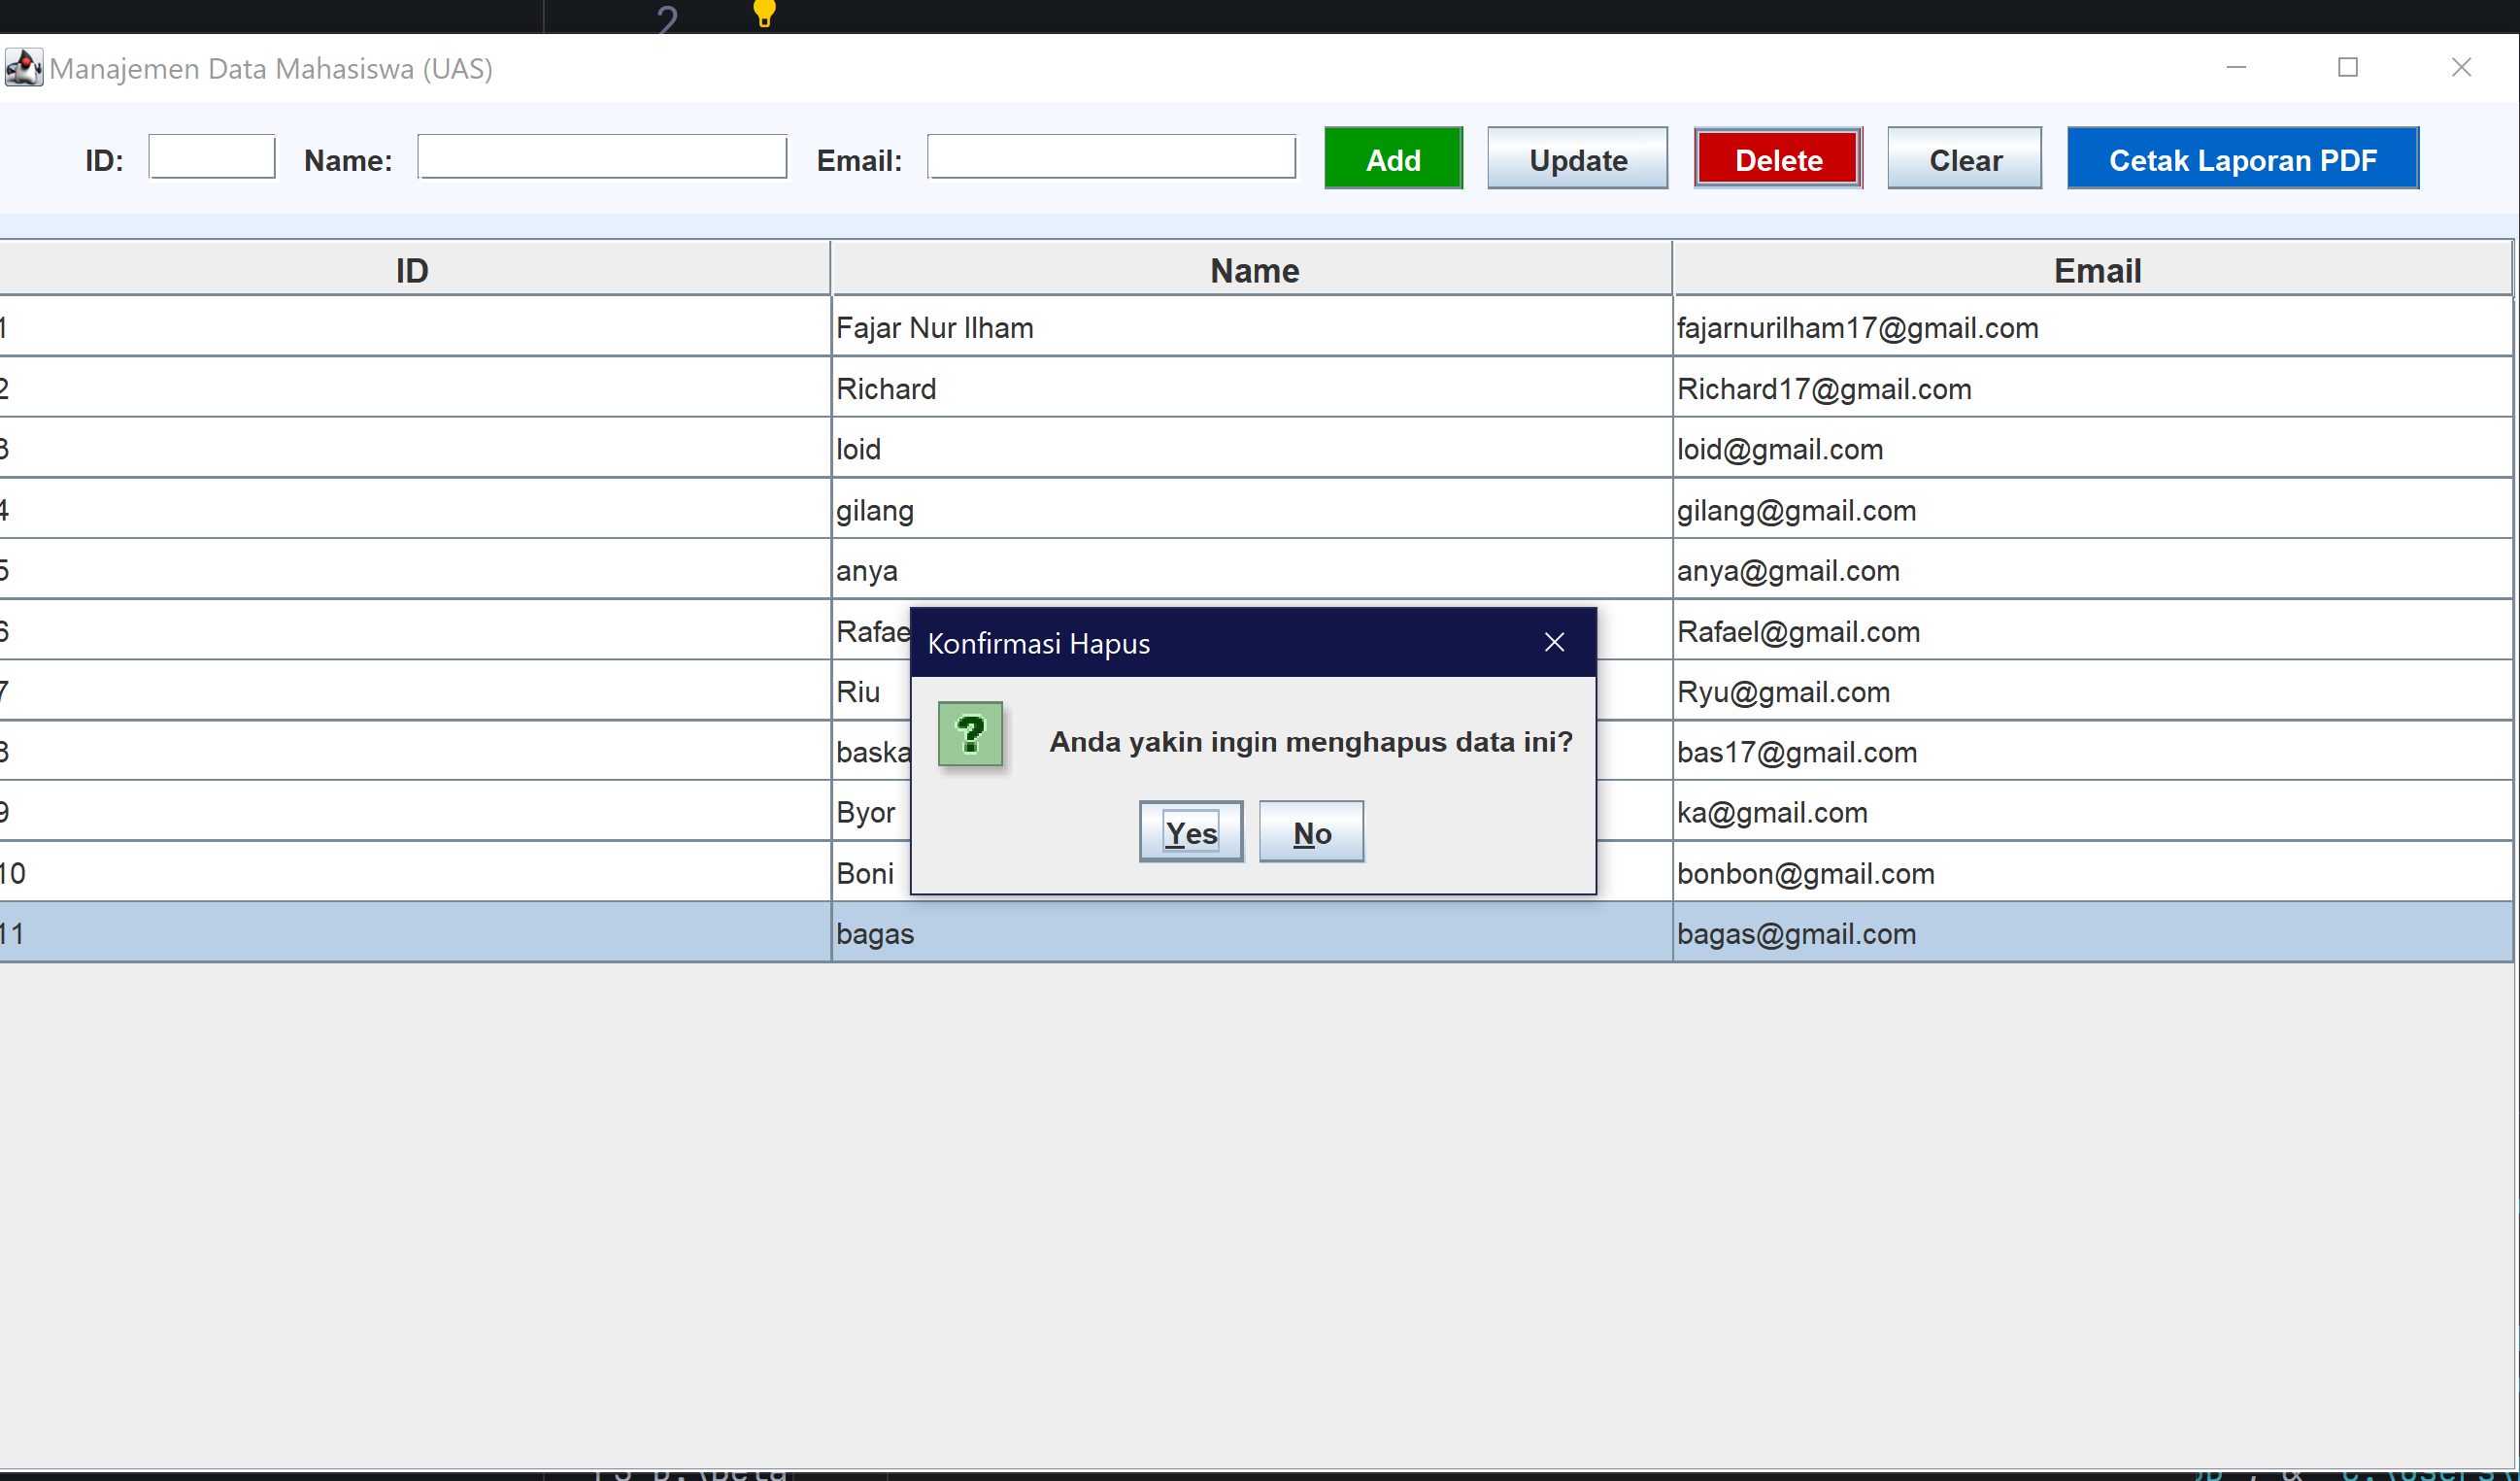 2
Manajemen Data Mahasiswa (UAS)
ID: Name: Email: Add Update Delete Clear Cetak Laporan PDF
ID Name Email
1 Fajar Nur Ilham fajarnurilham17@gmail.com
2 Richard Richard17@gmail.com
3 loid loid@gmail.com
4 gilang gilang@gmail.com
5 anya anya@gmail.com
6 Rafae Rafael@gmail.com
Konfirmasi Hapus
7 Riu Ryu@gmail.com
Anda yakin ingin menghapus data ini?
8 baska bas17@gmail.com
9 Byor ka@gmail.com
Yes No
10 Boni bonbon@gmail.com
11 bagas bagas@gmail.com